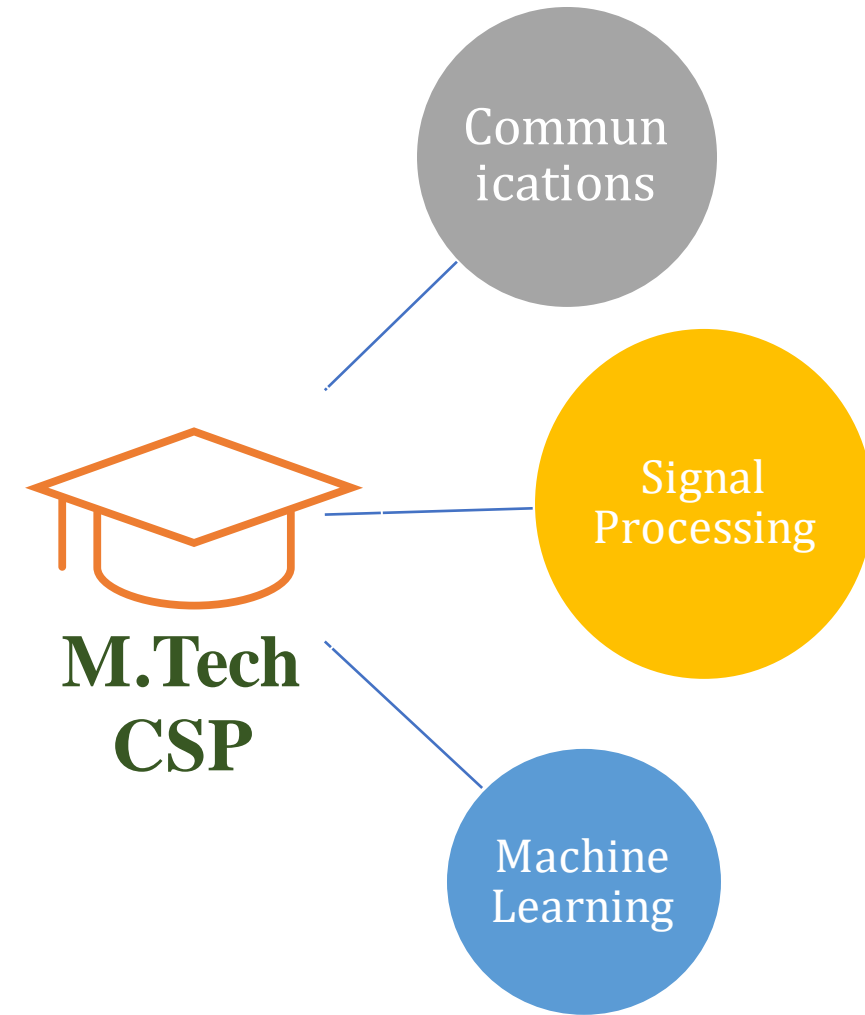 Commun
ications
Signal
Processing
M.Tech
CSP
Machine
Learning